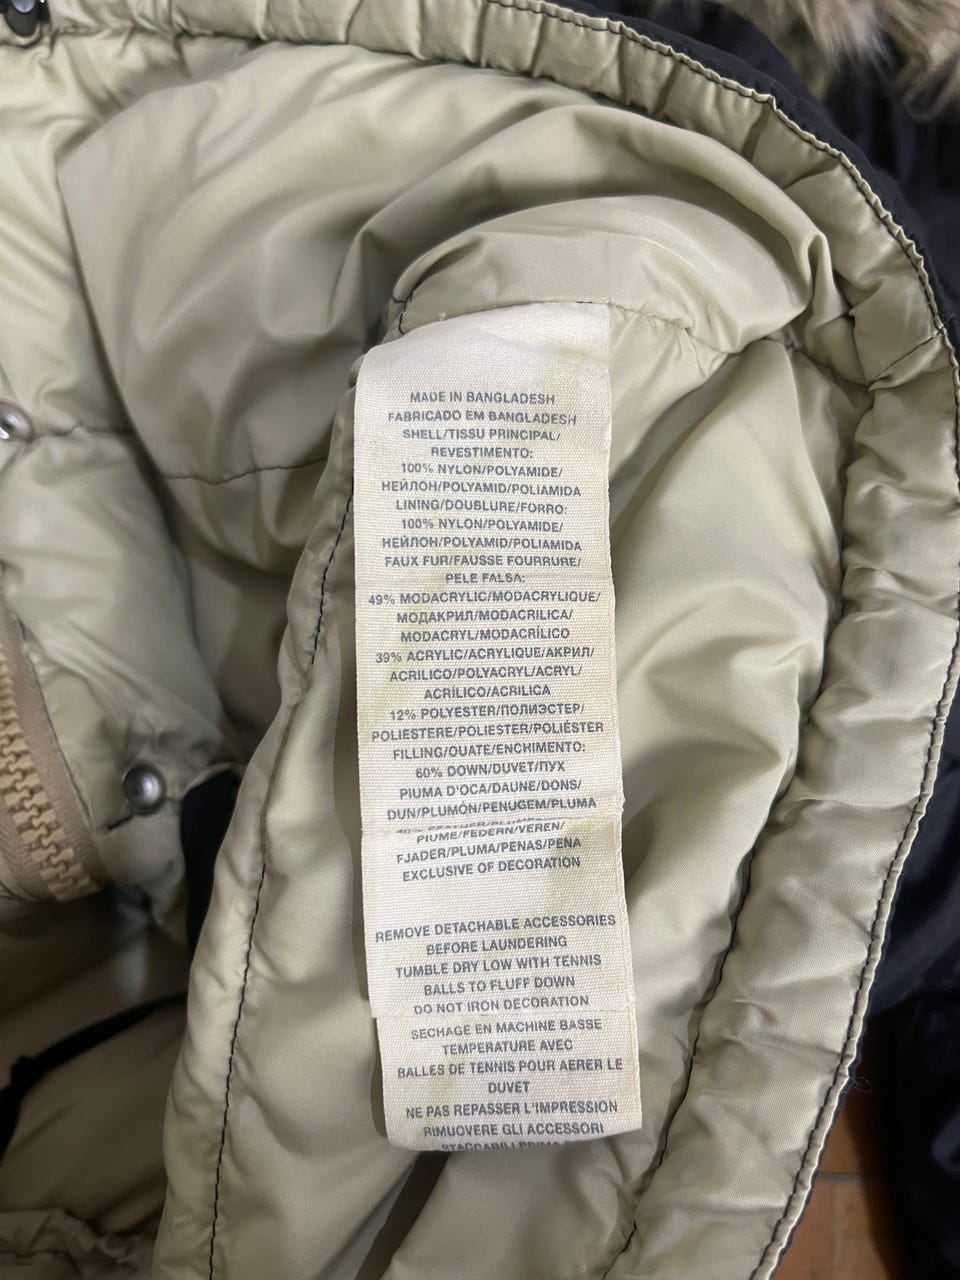 MADE IN BANGLADESH
FABRICADO EM BANGLADESH
SHELL/TISSU PRINCIPAL/
REVESTIMENTO:
100% NYLON/POLYAMIDE/
НЕЙЛОН/POLYAMID/POLIAMIDA
LINING/DOUBLURE/FORRO:
100% NYLON/POLYAMIDE/
НЕЙЛОН/POLYAMID/POLIAMIDA
FAUX FUR/FAUSSE FOURRURE/
PELE FALSA:
49% MODACRYLIC/MODACRYLIQUE/
МОДАКРИЛ/MODACRILICA/
MODACRYL/MODACRÍLICO
39% ACRYLIC/ACRYLIQUE/АКРИЛ/
ACRILICO/POLYACRYL/ACRYL/
ACRÍLICO/ACRILICA
12% POLYESTER/ПОЛИЭСТЕР/
POLIESTERE/POLIESTER/POLIÉSTER
FILLING/OUATE/ENCHIMENTO:
60% DOWN/DUVET/ПУХ
PIUMA D'OCA/DAUNE/DONS/
DUN/PLUMÓN/PENUGEM/PLUMA
40% FEATHER/
PIUME/FEDERN/VEREN/
FJADER/PLUMA/PENAS/PENA
EXCLUSIVE OF DECORATION
REMOVE DETACHABLE ACCESSORIES
BEFORE LAUNDERING
TUMBLE DRY LOW WITH TENNIS
BALLS TO FLUFF DOWN
DO NOT IRON DECORATION
SECHAGE EN MACHINE BASSE
TEMPERATURE AVEC
BALLES DE TENNIS POUR AERER LE
DUVET
NE PAS REPASSER L'IMPRESSION
RIMUOVERE GLI ACCESSORI
STACCABILI PRIMA